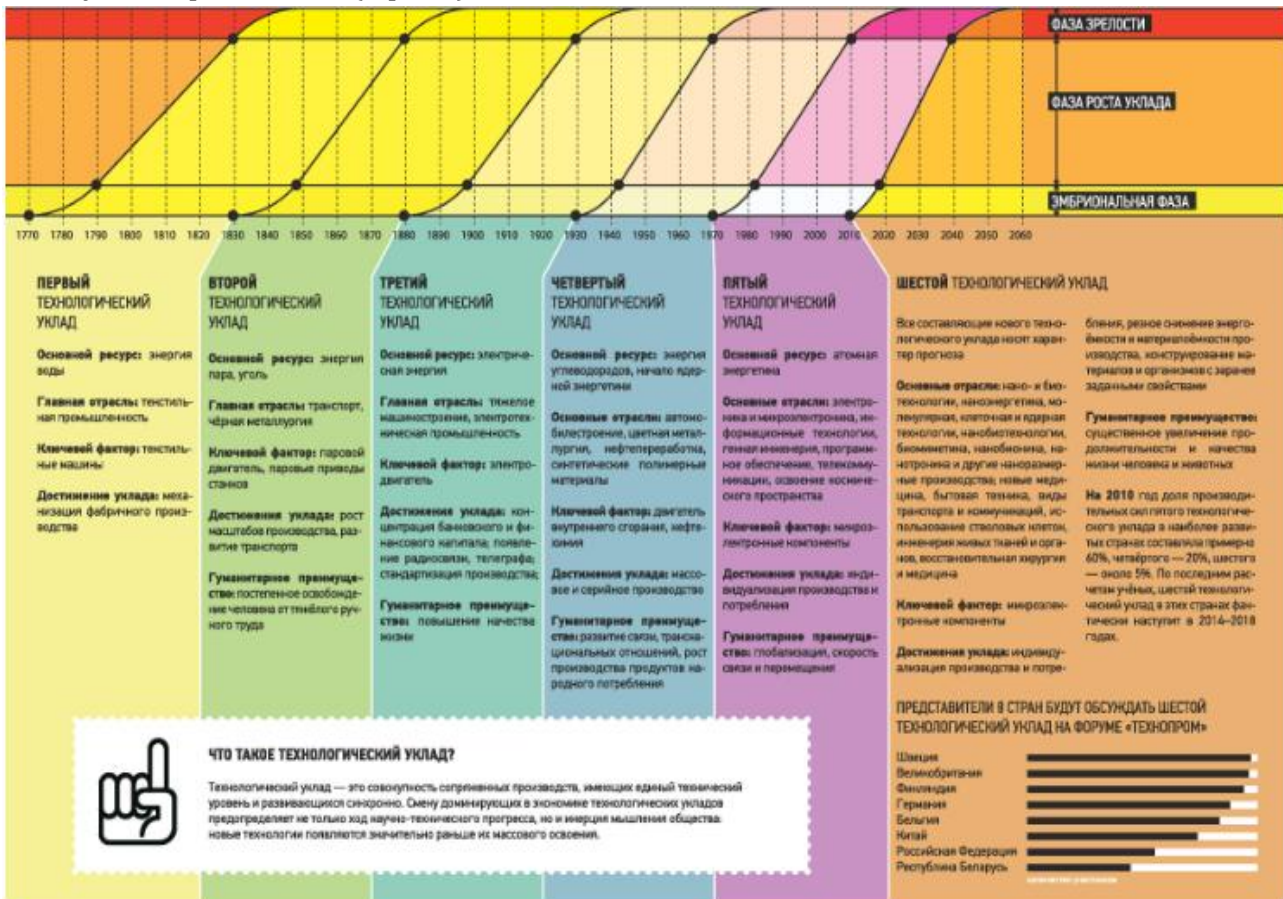 ФАЗА ЗРЕЛОСТИ
ФАЗА РОСТА УКЛАДА
ЭМБРИОНАЛЬНАЯ ФАЗА
1770 1780 1790 1800 1810 1820 1830 1840 1850 1860 1870 1880 1890 1900 1910 1920 1930 1940 1950 1960 1970 1980 1990 2000 2010 2020 2030 2040 2050 2060
ПЕРВЫЙ
ТЕХНОЛОГИЧЕСКИЙ
УКЛАД
Основной ресурс: энергия
воды
Главная отрасль: текстиль-
ная промышленность
Ключевой фактор: текстиль-
ные машины
Достижение уклада: меха-
низация фабричного произ-
водства
ВТОРОЙ
ТЕХНОЛОГИЧЕСКИЙ
УКЛАД
Основной ресурс: энергия
пара, уголь
Главная отрасль: транспорт,
чёрная металлургия
Ключевой фактор: паровой
двигатель, паровые приводы
станков
Достижение уклада: рост
масштабов производства, раз-
витие транспорта
Гуманитарное преимуще-
ство: постепенное освобожде-
ние человека от тяжёлого руч-
ного труда
ТРЕТИЙ
ТЕХНОЛОГИЧЕСКИЙ
УКЛАД
Основной ресурс: электриче-
ская энергия
Главная отрасль: тяжелое
машиностроение, электротех-
ническая промышленность
Ключевой фактор: электро-
двигатель
Достижения уклада: кон-
центрация банковского и фи-
нансового капитала; появле-
ние радиосвязи, телеграфа;
стандартизация производства;
Гуманитарное преимуще-
ство: повышение качества
жизни
ЧЕТВЕРТЫЙ
ТЕХНОЛОГИЧЕСКИЙ
УКЛАД
Основной ресурс: энергия
углеводородов, начало ядер-
ной энергетики
Основные отрасли: автомо-
билестроение, цветная метал-
лургия, нефтепереработка,
синтетические полимерные
материалы
Ключевой фактор: двигатель
внутреннего сгорания, нефте-
химия
Достижения уклада: массо-
вое и серийное производство
Гуманитарное преимуще-
ство: развитие связи, трансна-
циональных отношений, рост
производства продуктов на-
родного потребления
ПЯТЫЙ
ТЕХНОЛОГИЧЕСКИЙ
УКЛАД
Основной ресурс: атомная
энергетика
Основные отрасли: электро-
ника и микроэлектроника, ин-
формационные технологии,
генная инженерия, программ-
ное обеспечение, телекомму-
никации, освоение космиче-
ского пространства
Ключевой фактор: микроэ-
лектронные компоненты
Достижения уклада: инди-
видуализация производства и
потребления
Гуманитарное преимуще-
ство: глобализация, скорость
связи и перемещения
ШЕСТОЙ ТЕХНОЛОГИЧЕСКИЙ УКЛАД
Все составляющие нового техно-
логического уклада носят харак-
тер прогноза
Основные отрасли: нано- и био-
технологии, наноэнергетика, мо-
лекулярная, клеточная и ядерная
технологии, нанобиотехнологии,
биомиметика, нанобионика, на-
нотроника и другие наноразмер-
ные производства; новые меди-
цина, бытовая техника, виды
транспорта и коммуникаций, ис-
пользование стволовых клеток,
инженерия живых тканей и орга-
нов, восстановительная хирургия
и медицина
Ключевой фактор: микроэлек-
тронные компоненты
Достижения уклада: индивиду-
ализация производства и потре-
бления, резкое снижение энерго-
ёмкости и материалоёмкости про-
изводства, конструирование ма-
териалов и организмов с заранее
заданными свойствами
Гуманитарное преимущество:
существенное увеличение про-
должительности и качества
жизни человека и животных
На 2010 год доля производи-
тельных сил пятого технологиче-
ского уклада в наиболее разви-
тых странах составляла примерно
60%, четвёртого — 20%, шестого
— около 5%. По последним рас-
четам учёных, шестой технологи-
ческий уклад в этих странах фак-
тически наступит в 2014–2018
годах.
ПРЕДСТАВИТЕЛИ 8 СТРАН БУДУТ ОБСУЖДАТЬ ШЕСТОЙ
ТЕХНОЛОГИЧЕСКИЙ УКЛАД НА ФОРУМЕ «ТЕХНОПРОМ»
Швеция
Великобритания
Финляндия
Германия
Бельгия
Китай
Российская Федерация
Республика Беларусь
ЧТО ТАКОЕ ТЕХНОЛОГИЧЕСКИЙ УКЛАД?
Технологический уклад — это совокупность сопряженных производств, имеющих единый технический
уровень и развивающихся синхронно. Смену доминирующих в экономике технологических укладов
предопределяет не только ход научно-технического прогресса, но и инерция мышления общества:
новые технологии появляются значительно раньше их массового освоения.